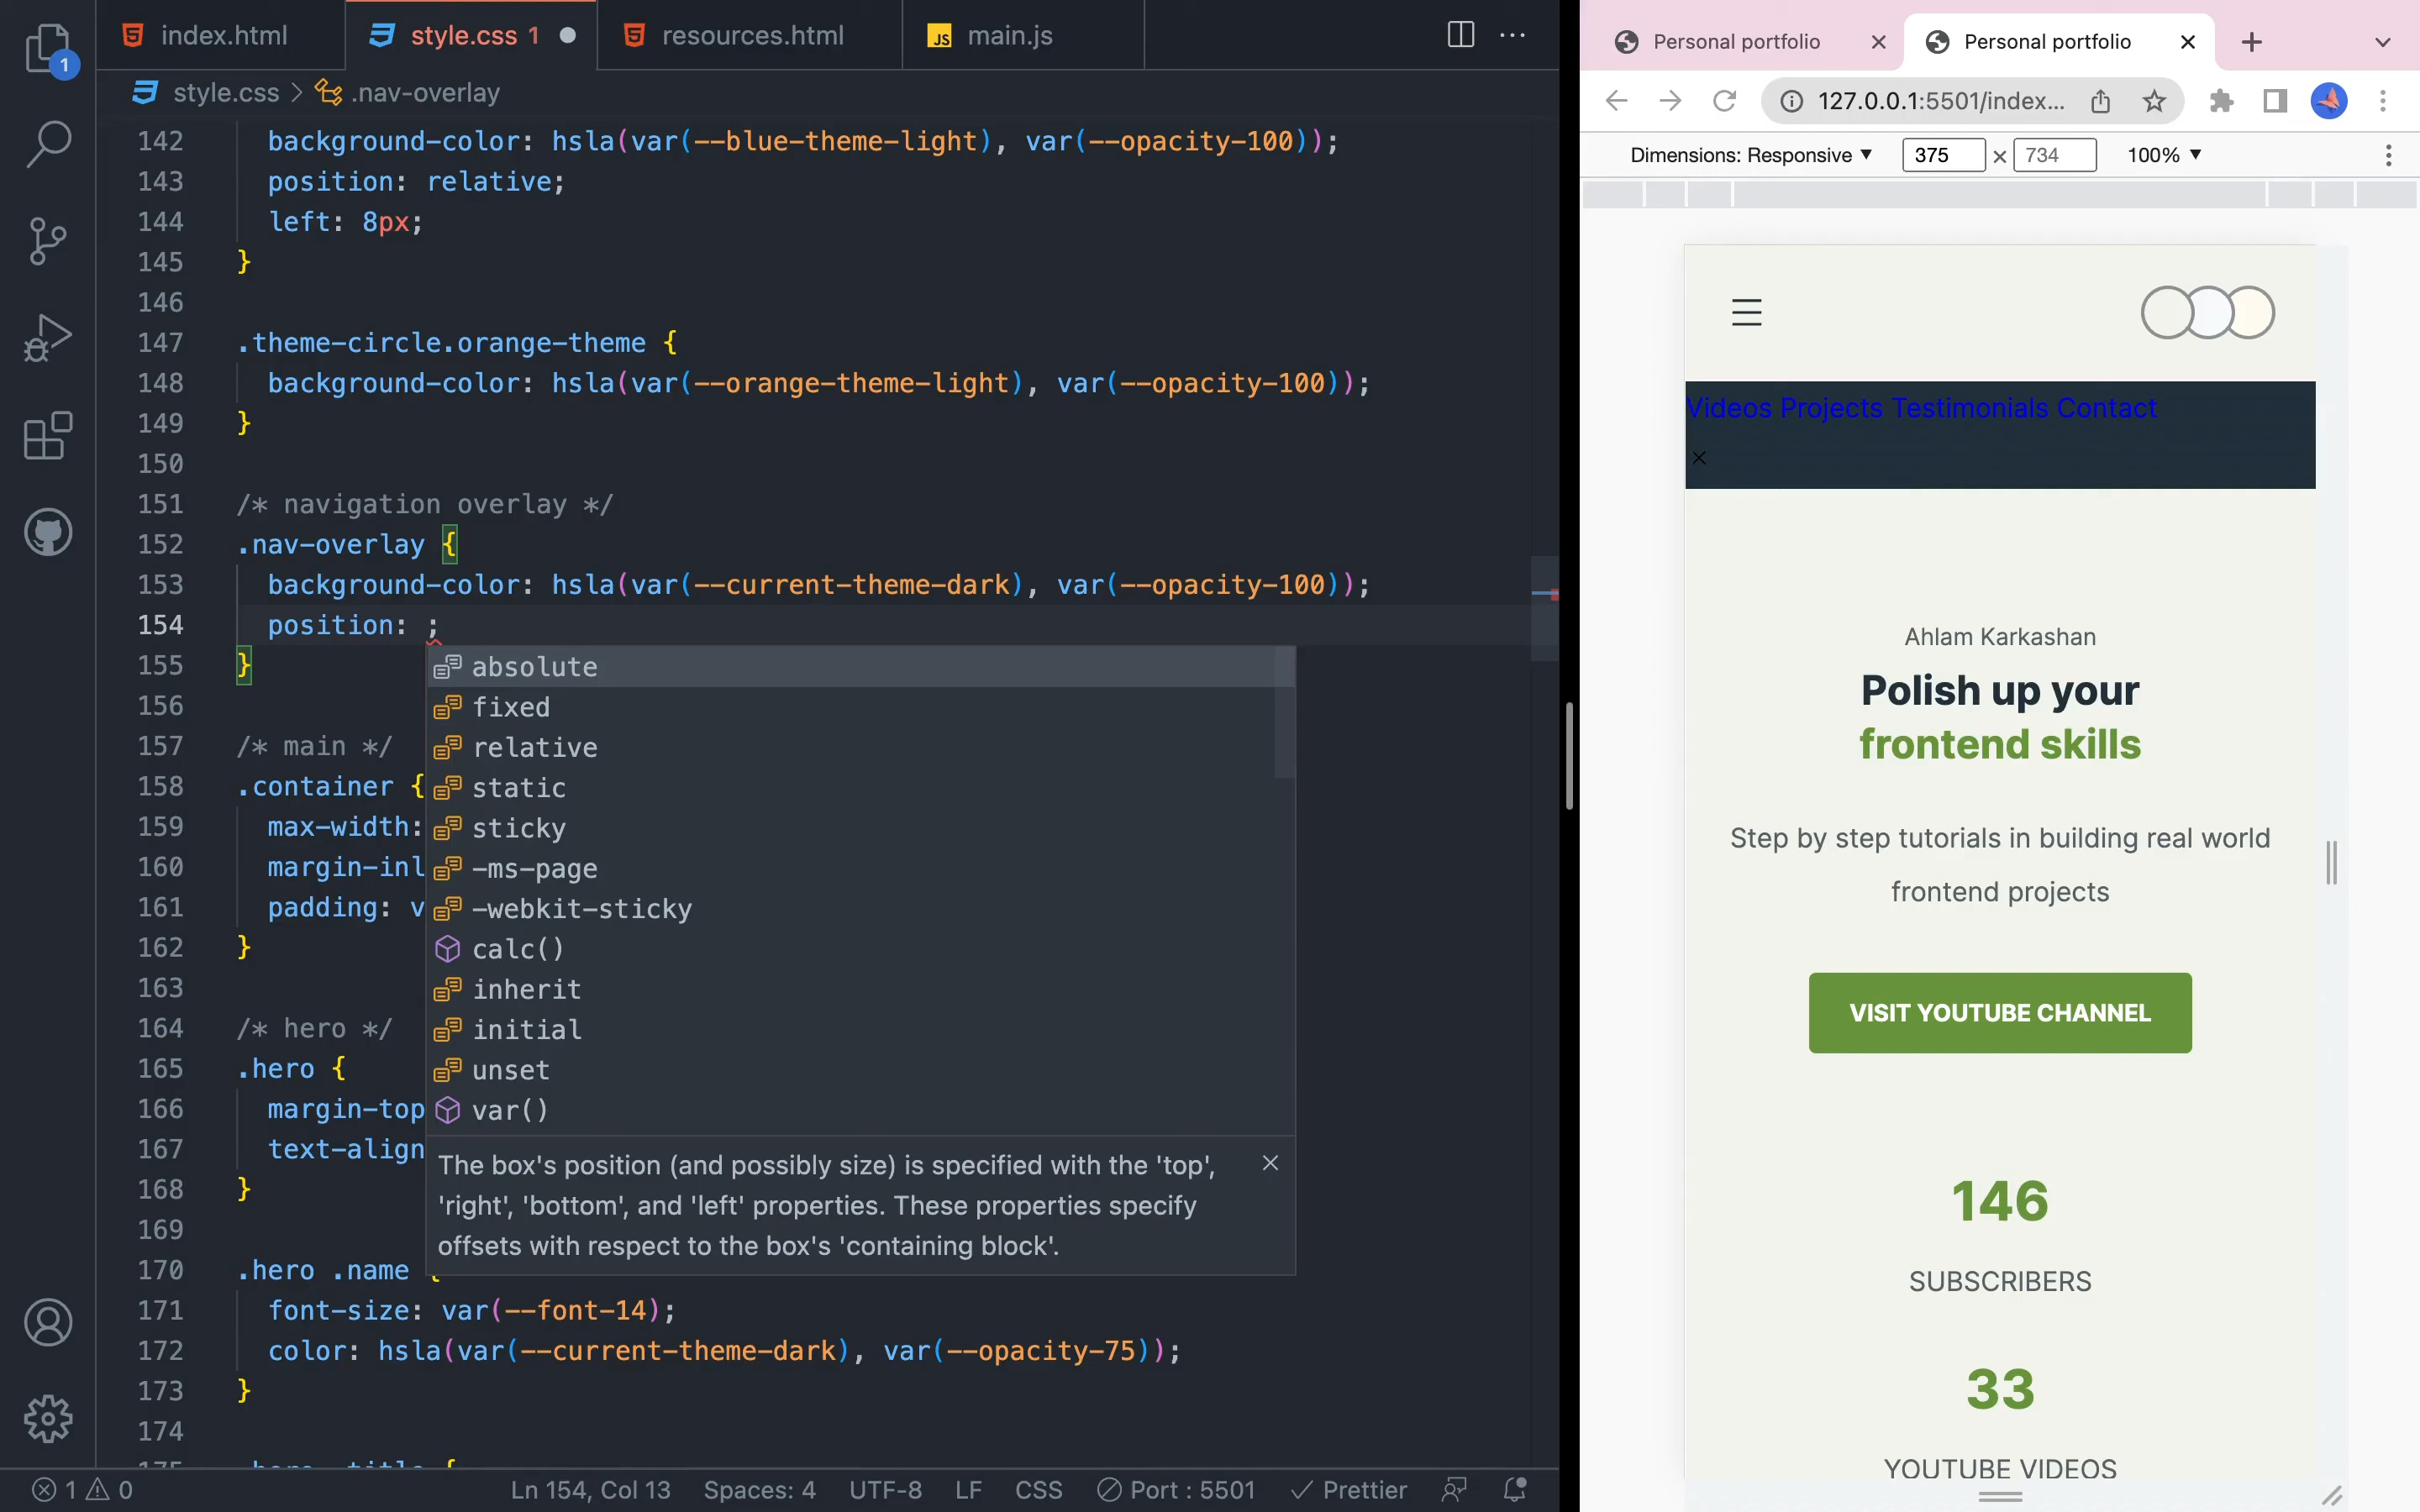 index.html
style.css 1
resources.html
JS main.js
style.css > .nav-overlay
1
142 background-color: hsla(var(--blue-theme-light), var(--opacity-100));
143 position: relative;
144 left: 8px;
145 }
146
147 .theme-circle.orange-theme {
148 background-color: hsla(var(--orange-theme-light), var(--opacity-100));
149 }
150
151 /* navigation overlay */
152 .nav-overlay {
153 background-color: hsla(var(--current-theme-dark), var(--opacity-100));
154 position: ;
155 }
156
157 /* main */
158 .container {
159 max-width:
160 margin-inl
161 padding: v
162 }
163
164 /* hero */
165 .hero {
166 margin-top
167 text-align
168 }
169
170 .hero .name {
171 font-size: var(--font-14);
172 color: hsla(var(--current-theme-dark), var(--opacity-75));
173 }
174
absolute
fixed
relative
static
sticky
-ms-page
-webkit-sticky
calc()
inherit
initial
unset
var()
The box's position (and possibly size) is specified with the 'top',
'right', 'bottom', and 'left' properties. These properties specify
offsets with respect to the box's 'containing block'.
1 0
Ln 154, Col 13
Spaces: 4
UTF-8
LF
CSS
Port : 5501
Prettier
Personal portfolio
Personal portfolio
127.0.0.1:5501/index...
Dimensions: Responsive
375 × 734
100%
Videos Projects Testimonials Contact
Ahlam Karkashan
Polish up your
frontend skills
Step by step tutorials in building real world
frontend projects
VISIT YOUTUBE CHANNEL
146
SUBSCRIBERS
33
YOUTUBE VIDEOS